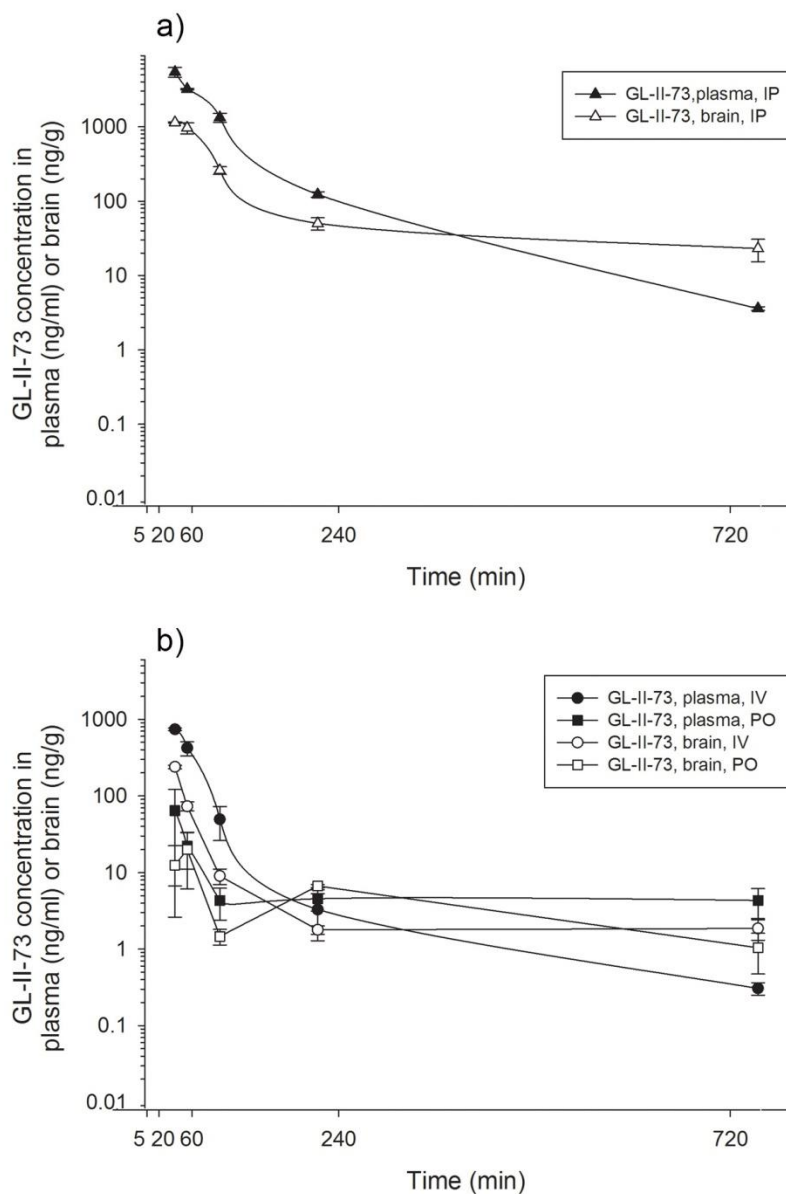 a)
GL-II-73 concentration in
plasma (ng/ml) or brain (ng/g)
1000
100
10
1
0.1
0.01
GL-II-73,plasma, IP
GL-II-73, brain, IP
5 20 60 240 720
Time (min)
b)
GL-II-73 concentration in
plasma (ng/ml) or brain (ng/g)
1000
100
10
1
0.1
0.01
GL-II-73, plasma, IV
GL-II-73, plasma, PO
GL-II-73, brain, IV
GL-II-73, brain, PO
5 20 60 240 720
Time (min)